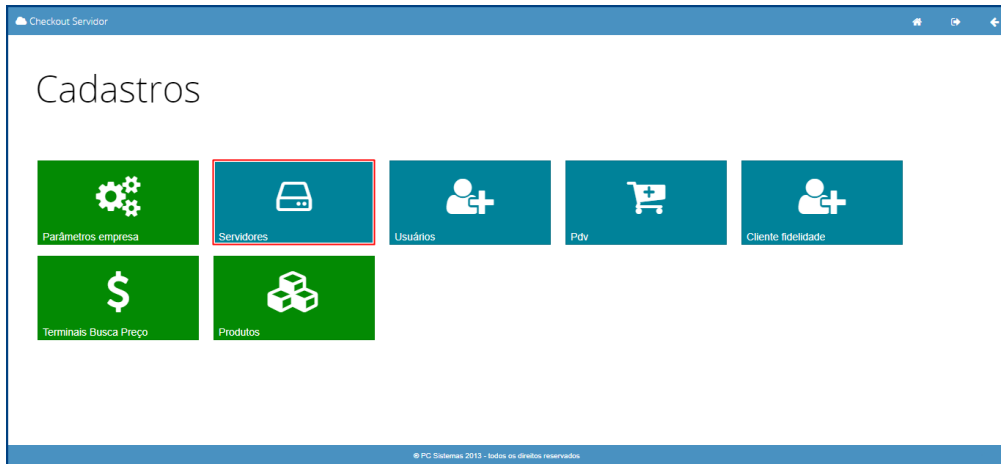 Checkout Servidor
Cadastros
Parâmetros empresa
Servidores
Usuários
Pdv
Cliente fidelidade
Terminais Busca Preço
Produtos
© PC Sistemas 2013 - todos os direitos reservados